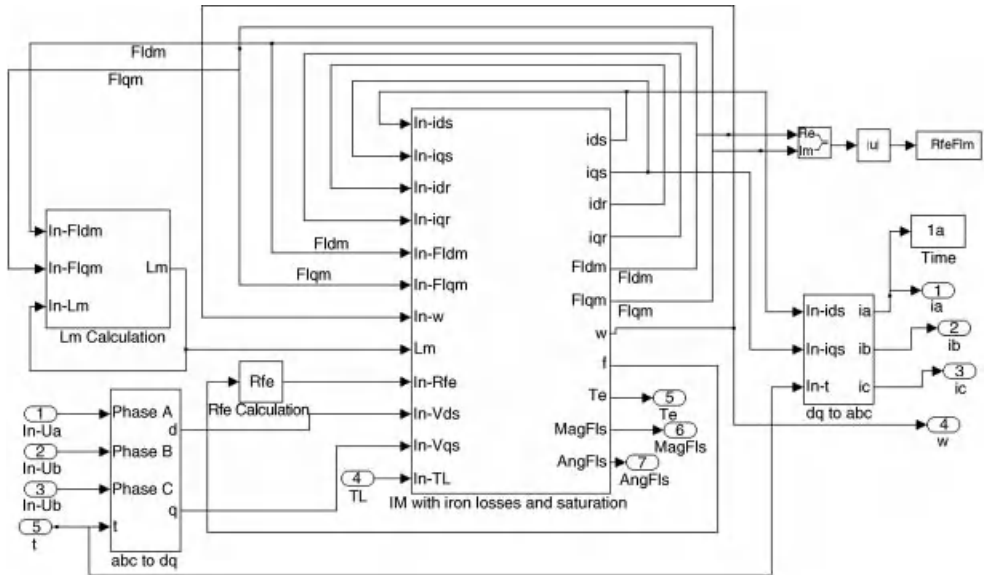 Fldm
Flqm
In-Fldm
In-Flqm
In-Lm
Lm
Lm Calculation
Fldm
Flqm
In-ids
In-iqs
In-idr
In-iqr
In-Fldm
In-Flqm
In-w
Lm
In-Rfe
In-Vds
In-Vqs
In-TL
ids
iqs
idr
iqr
Fldm
Flqm
w
f
Te
MagFls
AngFls
IM with iron losses and saturation
Fldm
Flqm
Rfe
Rfe Calculation
1
In-Ua
2
In-Ub
3
In-Ub
5
t
Phase A
Phase B
Phase C
t
d
q
abc to dq
4
TL
5
Te
6
MagFls
7
AngFls
Re
Im
|u|
RfeFlm
1a
Time
In-ids
In-iqs
In-t
ia
ib
ic
dq to abc
1
ia
2
ib
3
ic
4
w